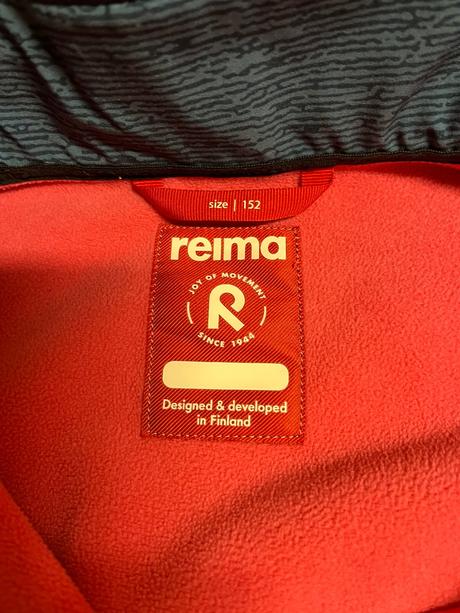 size | 152
reima
JOY OF MOVEMENT
R
SINCE 1944
Designed & developed
in Finland